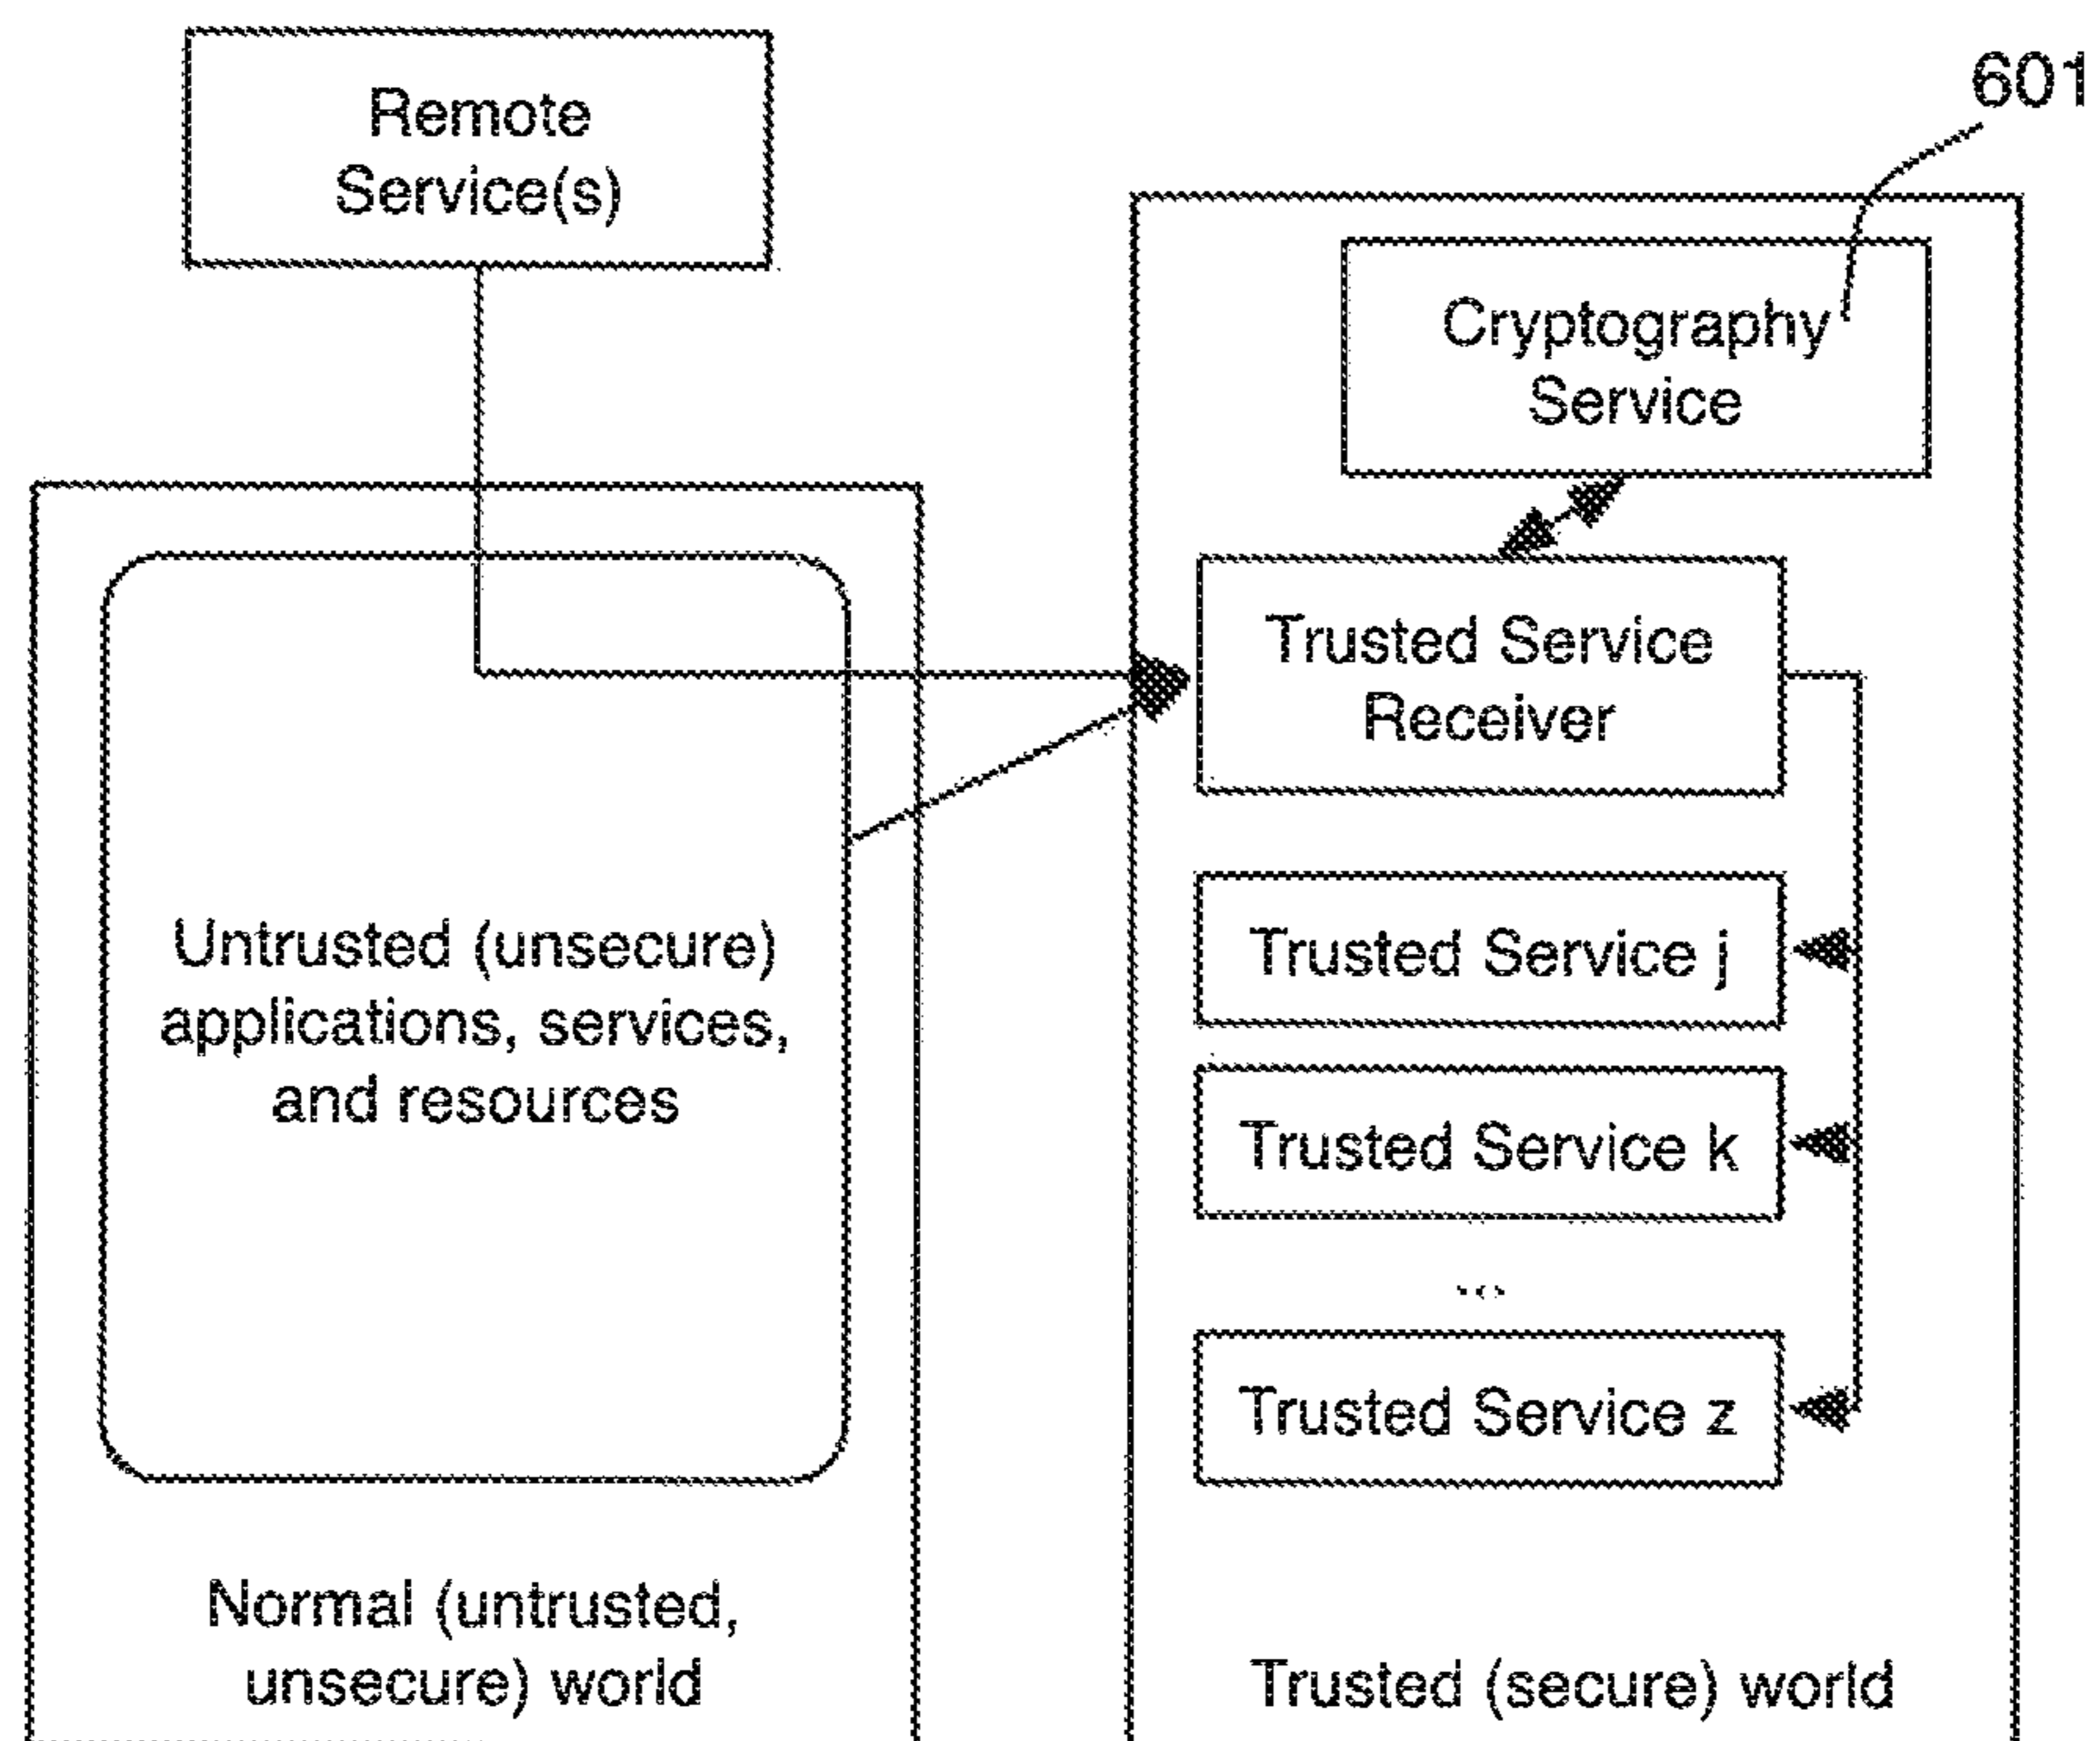 Remote
Service(s)
601
Cryptography
Service
Trusted Service
Receiver
Untrusted (unsecure)
applications, services,
and resources
Trusted Service j
Trusted Service k
...
Trusted Service z
Normal (untrusted,
unsecure) world
Trusted (secure) world